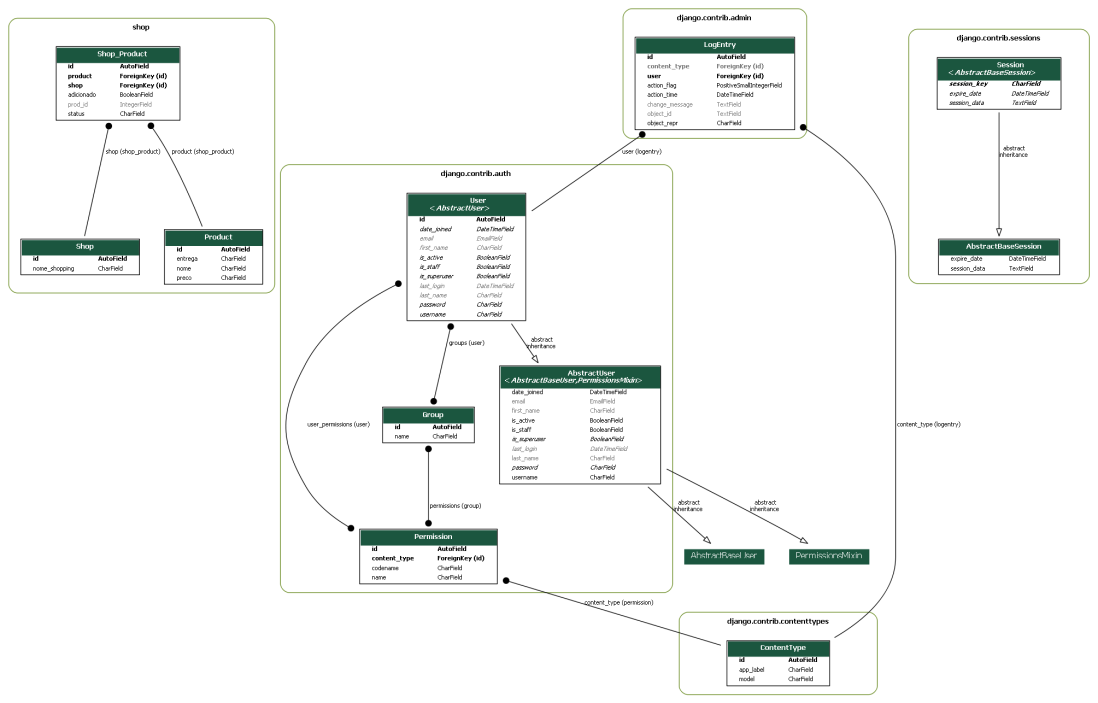 shop
Shop_Product
id AutoField
product ForeignKey (id)
shop ForeignKey (id)
adicionado BooleanField
prod_id IntegerField
status CharField
shop (shop_product)
product (shop_product)
Shop
id AutoField
nome_shopping CharField
Product
id AutoField
entrega CharField
nome CharField
preco CharField
django.contrib.admin
LogEntry
id AutoField
content_type ForeignKey (id)
user ForeignKey (id)
action_flag PositiveSmallIntegerField
action_time DateTimeField
change_message TextField
object_id TextField
object_repr CharField
user (logentry)
content_type (logentry)
django.contrib.sessions
Session
<AbstractBaseSession>
session_key CharField
expire_date DateTimeField
session_data TextField
abstract
inheritance
AbstractBaseSession
expire_date DateTimeField
session_data TextField
django.contrib.auth
User
<AbstractUser>
id AutoField
date_joined DateTimeField
email EmailField
first_name CharField
is_active BooleanField
is_staff BooleanField
is_superuser BooleanField
last_login DateTimeField
last_name CharField
password CharField
username CharField
groups (user)
abstract
inheritance
user_permissions (user)
AbstractUser
<AbstractBaseUser,PermissionsMixin>
date_joined DateTimeField
email EmailField
first_name CharField
is_active BooleanField
is_staff BooleanField
is_superuser BooleanField
last_login DateTimeField
last_name CharField
password CharField
username CharField
Group
id AutoField
name CharField
permissions (group)
abstract
inheritance
abstract
inheritance
Permission
id AutoField
content_type ForeignKey (id)
codename CharField
name CharField
AbstractBaseUser
PermissionsMixin
content_type (permission)
django.contrib.contenttypes
ContentType
id AutoField
app_label CharField
model CharField